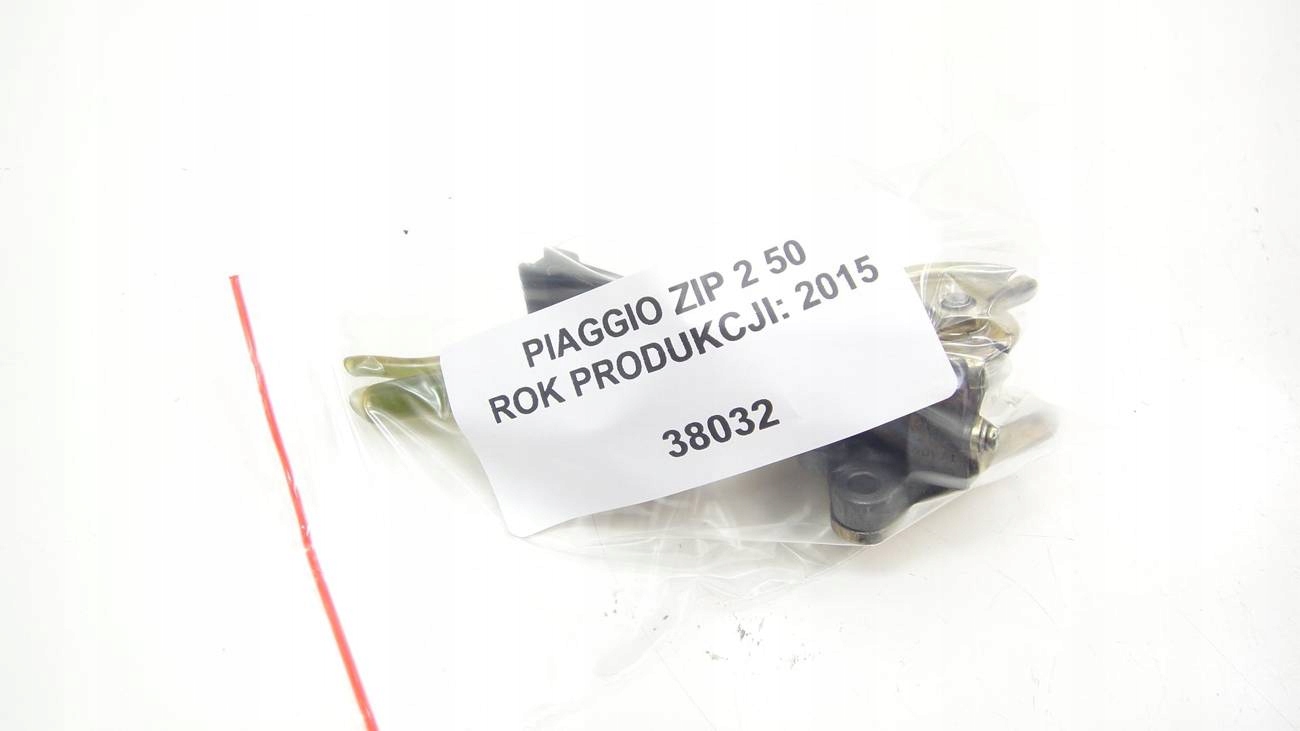 PIAGGIO ZIP 2 50
ROK PRODUKCJI: 2015
38032